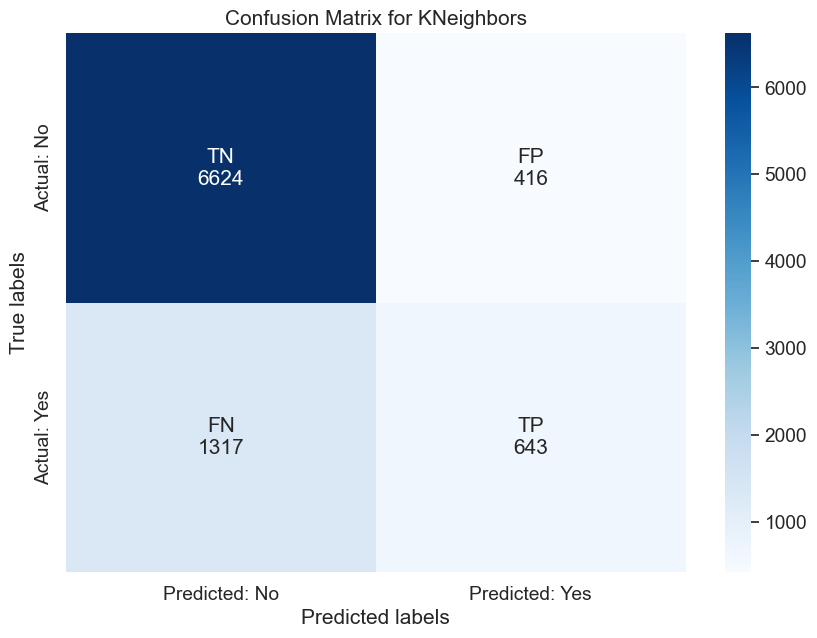 Confusion Matrix for KNeighbors
True labels
Actual: No
Actual: Yes
TN
6624
FP
416
FN
1317
TP
643
6000
5000
4000
3000
2000
1000
Predicted: No
Predicted: Yes
Predicted labels